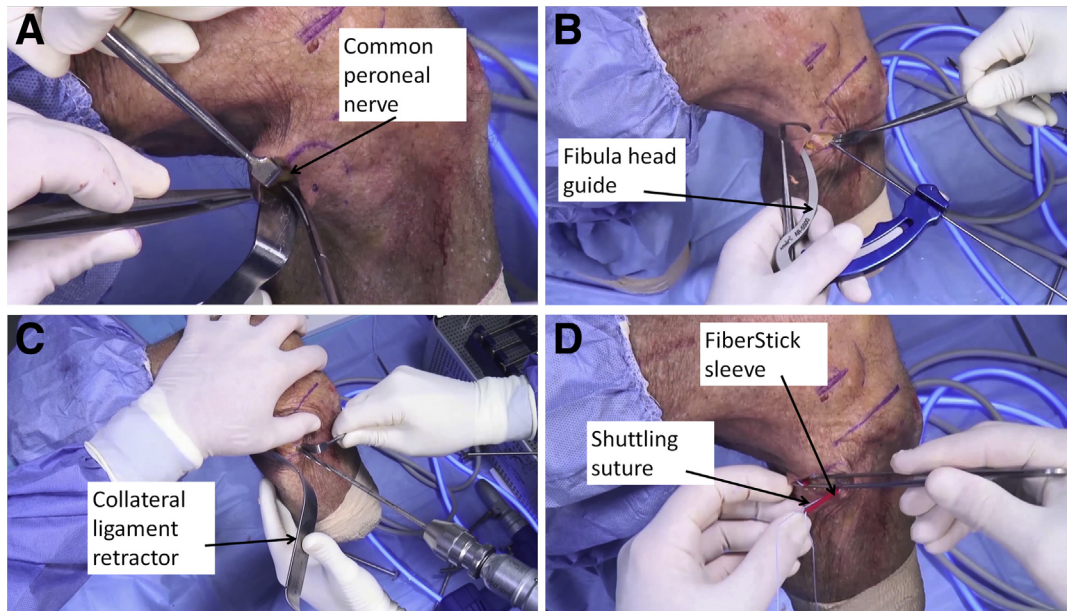 A
Common
peroneal
nerve
B
Fibula head
guide
C
Collateral
ligament
retractor
D
FiberStick
sleeve
Shuttling
suture